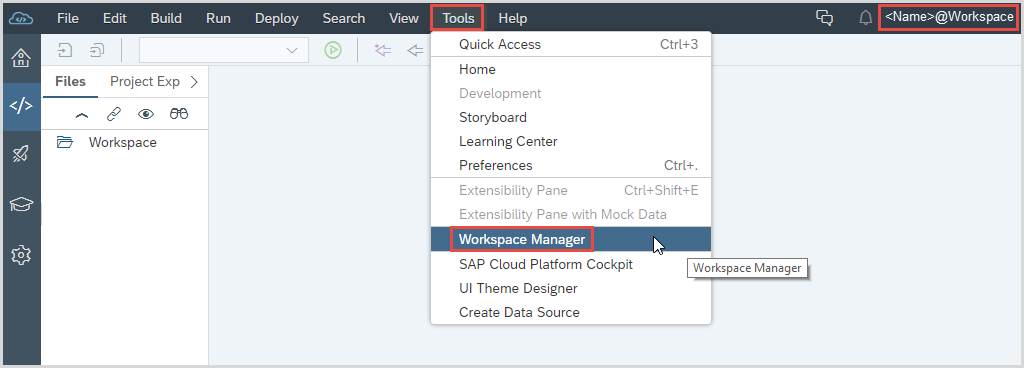 File Edit Run Deploy Search View Tools Help <Name>@Workspace
Quick Access Ctrl+3
Home
Development
Storyboard
Learning Center
Preferences Ctrl+.
Extensibility Pane Ctrl+Shift+E
Extensibility Pane with Mock Data
Workspace Manager
SAP Cloud Platform Cockpit
UI Theme Designer
Create Data Source
Workspace Manager
Files Project Exp
Workspace